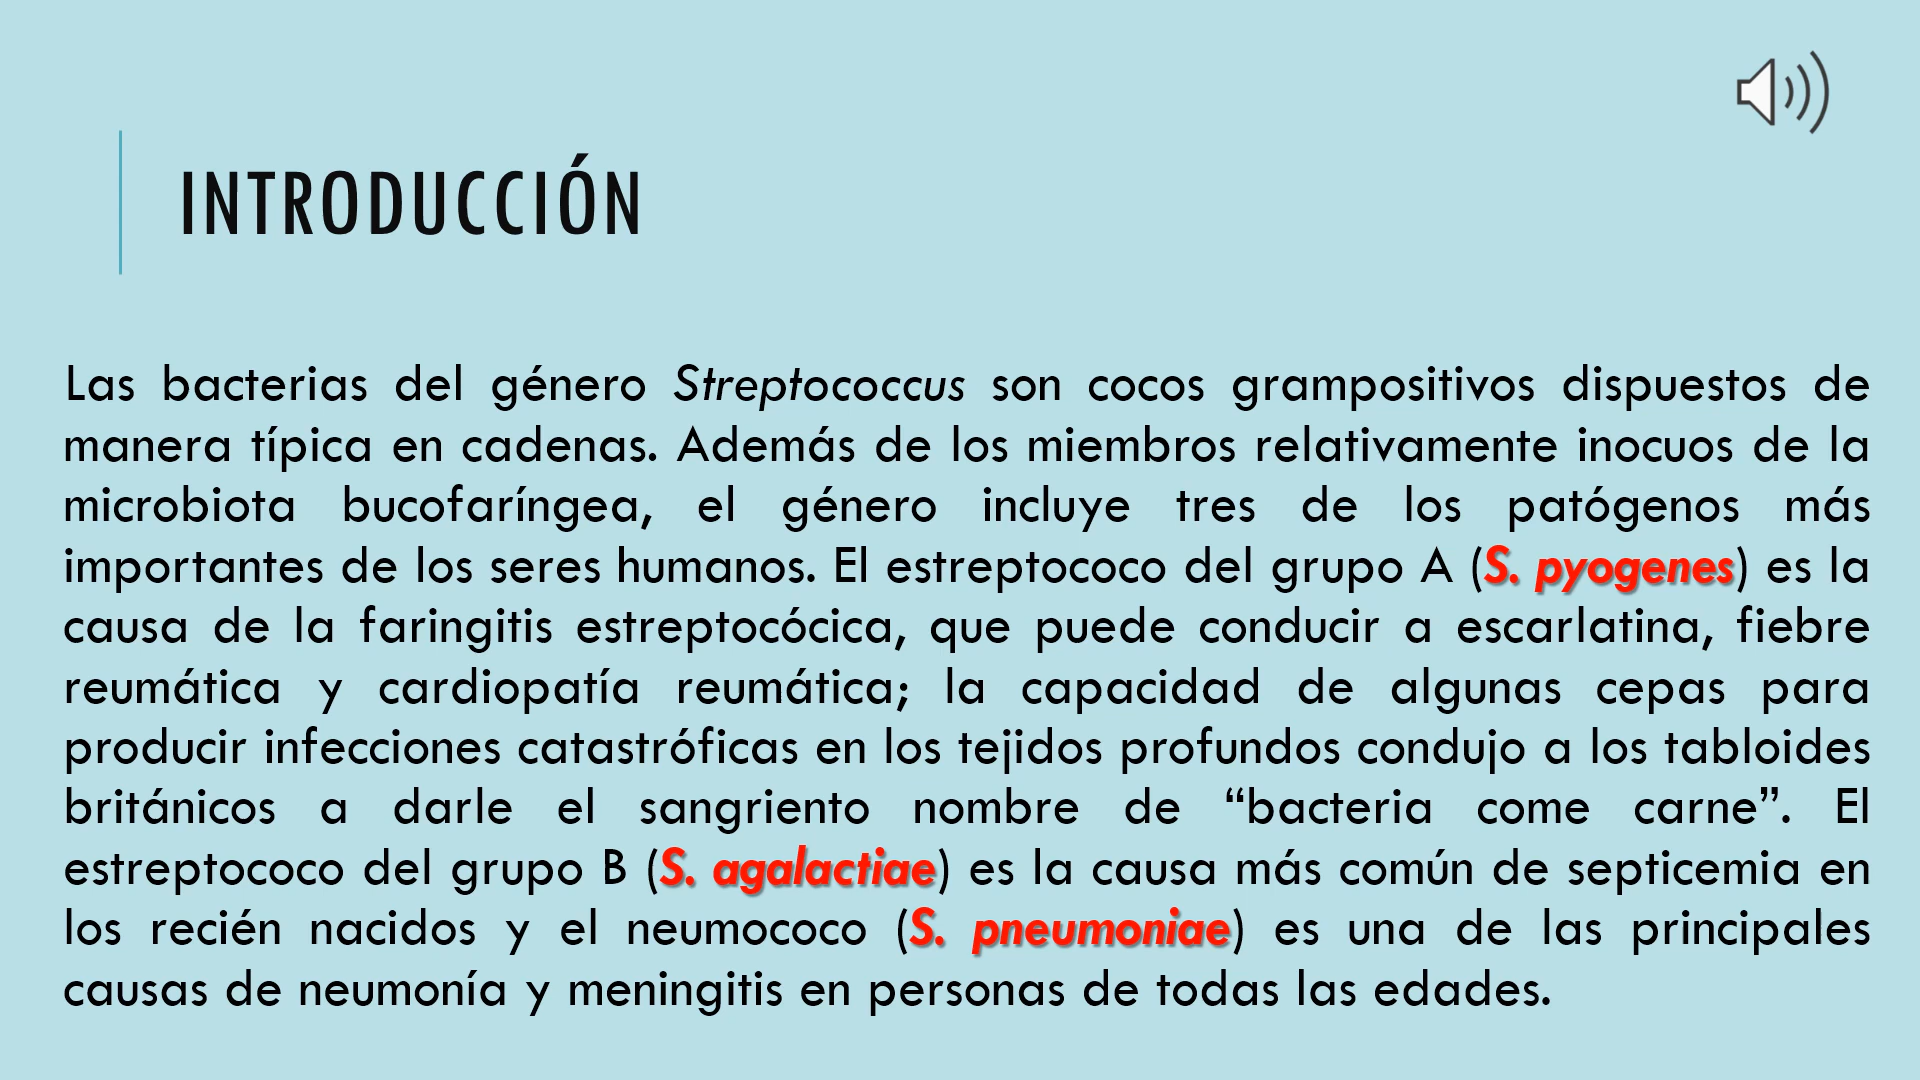 INTRODUCCIÓN
Las bacterias del género Streptococcus son cocos grampositivos dispuestos de
manera típica en cadenas. Además de los miembros relativamente inocuos de la
microbiota bucofaríngea, el género incluye tres de los patógenos más
importantes de los seres humanos. El estreptococo del grupo A (S. pyogenes) es la
causa de la faringitis estreptocócica, que puede conducir a escarlatina, fiebre
reumática y cardiopatía reumática; la capacidad de algunas cepas para
producir infecciones catastróficas en los tejidos profundos condujo a los tabloides
británicos a darle el sangriento nombre de “bacteria come carne”. El
estreptococo del grupo B (S. agalactiae) es la causa más común de septicemia en
los recién nacidos y el neumococo (S. pneumoniae) es una de las principales
causas de neumonía y meningitis en personas de todas las edades.